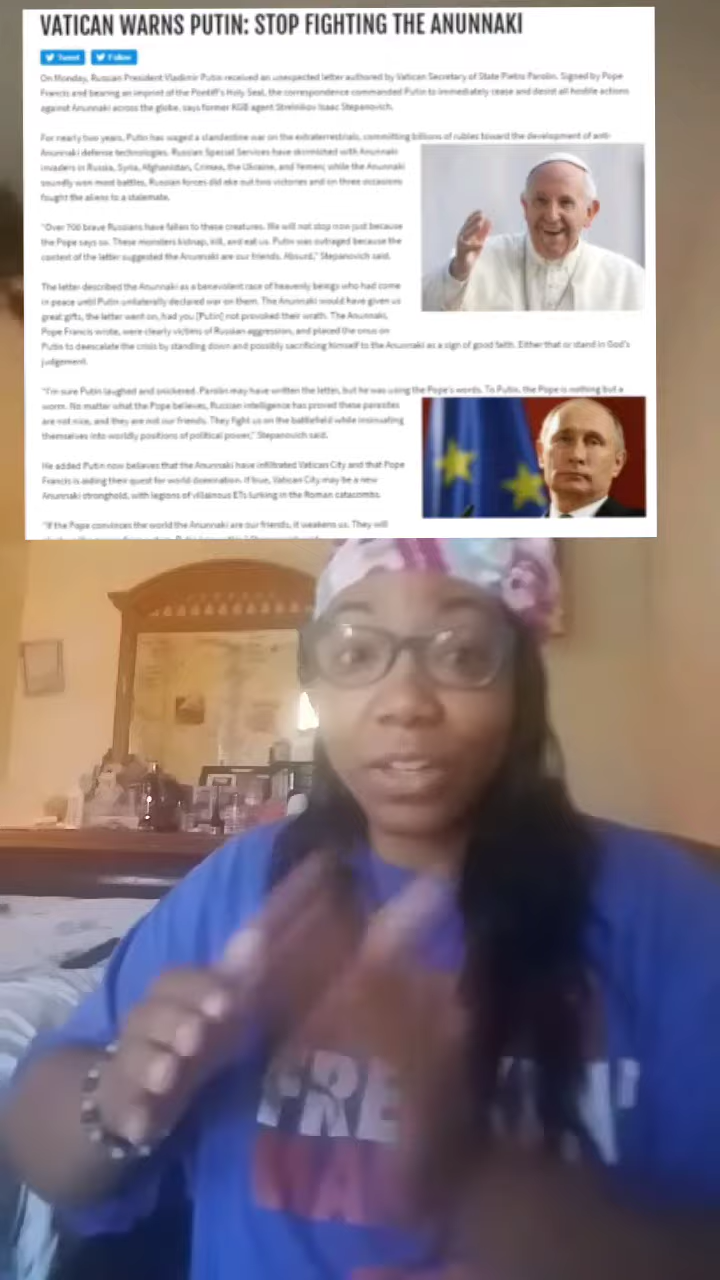 VATICAN WARNS PUTIN: STOP FIGHTING THE ANUNNAKI
Tweet Follow
On Monday, Russian President Vladimir Putin received an unexpected letter authored by Vatican Secretary of State Pietro Parolin. Signed by Pope
Francis and bearing an imprint of the Pontiff's Holy Seal, the correspondence commanded Putin to immediately cease and desist all hostile actions
against Anunnaki across the globe, says former KGB agent Strelnikov Isaac Stepanovich.
For nearly two years, Putin has waged a clandestine war on the extraterrestrials, committing billions of rubles toward the development of anti-
Anunnaki defense technologies. Russian Special Services have skirmished with Anunnaki
invaders in Russia, Syria, Afghanistan, Crimea, the Ukraine, and Yemen; while the Anunnaki
soundly won most battles, Russian forces did eke out two victories and on three occasions
fought the aliens to a stalemate.
"Over 700 brave Russians have fallen to these creatures. We will not stop now just because
the Pope says so. These monsters kidnap, kill, and eat us. Putin was outraged because the
context of the letter suggested the Anunnaki are our friends. Absurd," Stepanovich said.
The letter described the Anunnaki as a benevolent race of heavenly beings who had come
in peace until Putin unilaterally declared war on them. The Anunnaki would have given us
great gifts, the letter went on, had you [Putin] not provoked their wrath. The Anunnaki,
Pope Francis wrote, were clearly victims of Russian aggression, and placed the onus on
Putin to deescalate the crisis by standing down and possibly sacrificing himself to the Anunnaki as a sign of good faith. Either that or stand in God's
judgement.
"I'm sure Putin laughed and snickered. Parolin may have written the letter, but he was using the Pope's words. To Putin, the Pope is nothing but a
worm. No matter what the Pope believes, Russian intelligence has proved these parasites
are not nice, and they are not our friends. They fight us on the battlefield while insinuating
themselves into worldly positions of political power," Stepanovich said.
He added Putin now believes that the Anunnaki have infiltrated Vatican City and that Pope
Francis is aiding their quest for world domination. If true, Vatican City may be a new
Anunnaki stronghold, with legions of villainous ETs lurking in the Roman catacombs.
"If the Pope convinces the world the Anunnaki are our friends, it weakens us. They will